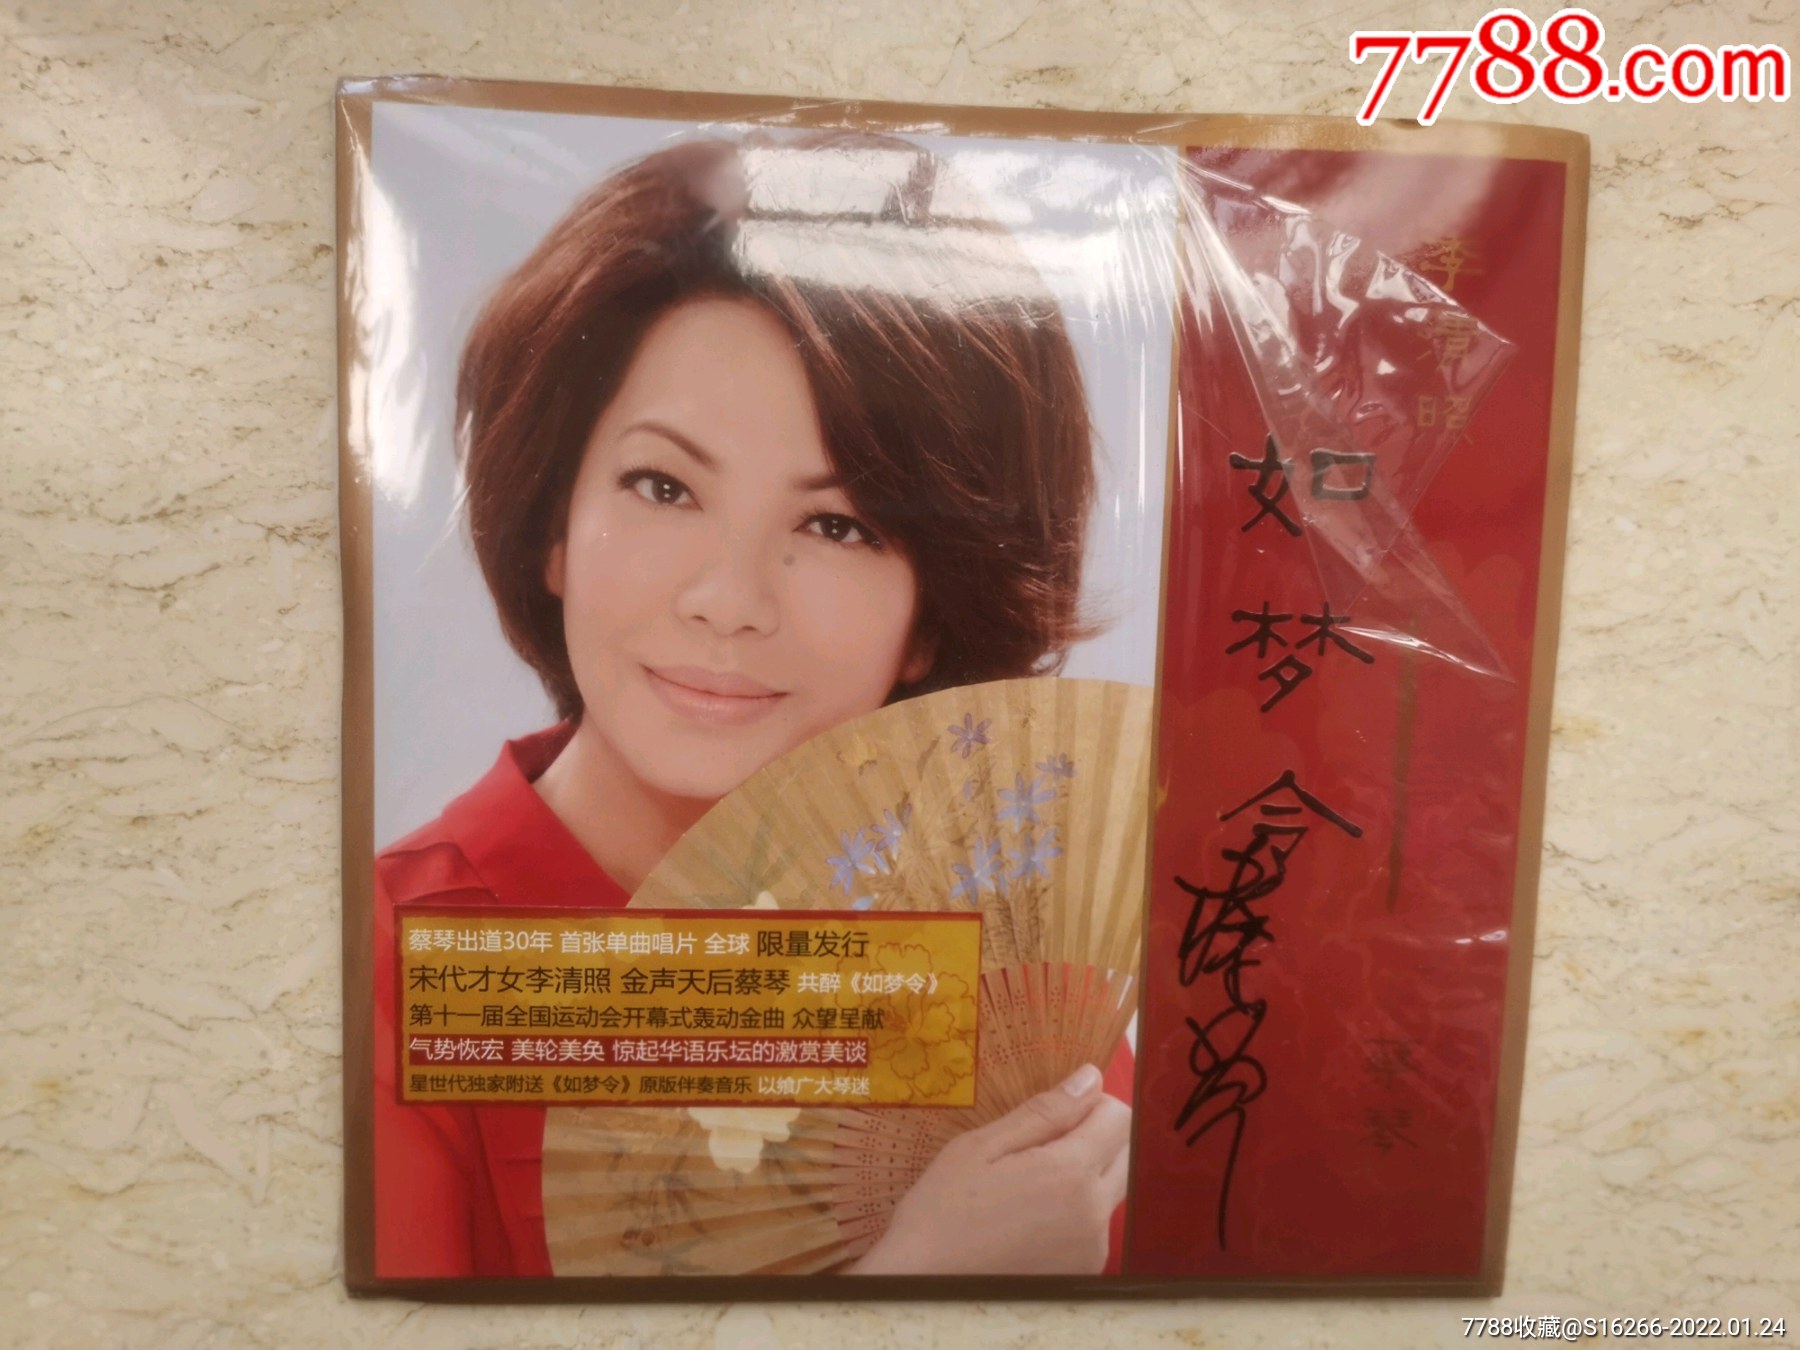 7788.com
李清照
如梦令
蔡琴
蔡琴
蔡琴出道30年 首张单曲唱片 全球 限量发行
宋代才女李清照 金声天后蔡琴 共醉《如梦令》
第十一届全国运动会开幕式轰动金曲 众望呈献
气势恢宏 美轮美奂 惊起华语乐坛的激赏美谈
星世代独家附送《如梦令》原版伴奏音乐 以飨广大琴迷
7788收藏@S16266-2022.01.24